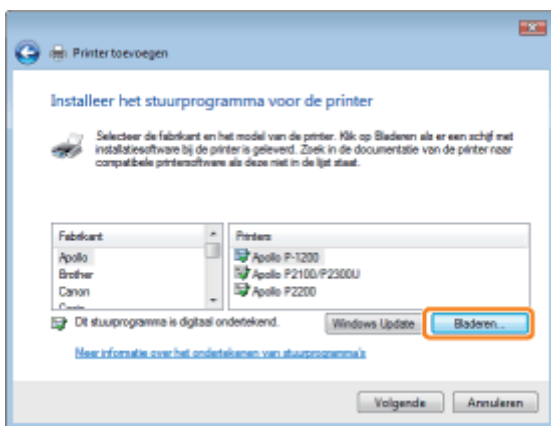 Printer toevoegen
Installeer het stuurprogramma voor de printer
Selecteer de fabrikant en het model van de printer. Klik op Bladeren als er een schijf met
installatiesoftware bij de printer is geleverd. Zoek in de documentatie van de printer naar
compatibele printersoftware als deze niet in de lijst staat.
Fabrikant
Printers
Apollo
Apollo P-1200
Brother
Apollo P2100/P2300U
Canon
Apollo P2200
Dit stuurprogramma is digitaal ondertekend.
Windows Update
Bladeren...
Meer informatie over het ondertekenen van stuurprogramma's
Volgende
Annuleren